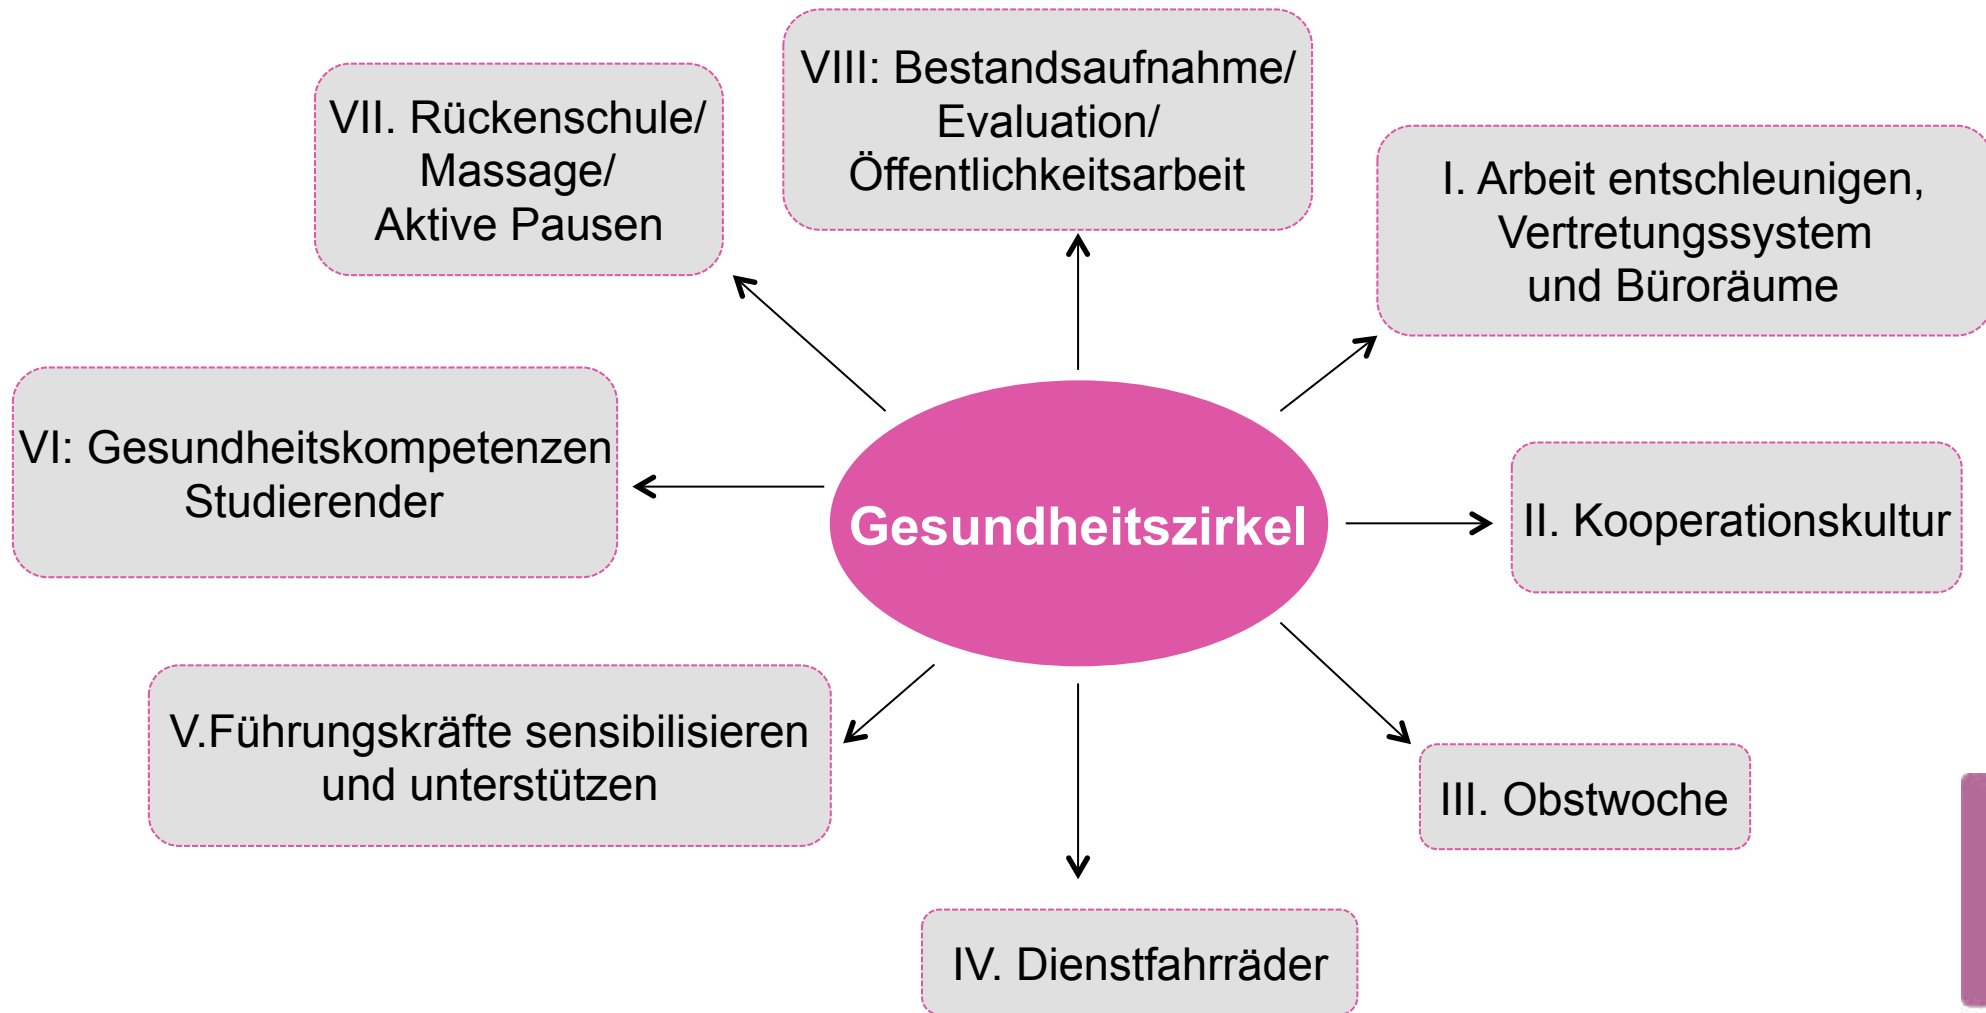 VIII: Bestandsaufnahme/
Evaluation/
Öffentlichkeitsarbeit
VII. Rückenschule/
Massage/
Aktive Pausen
I. Arbeit entschleunigen,
Vertretungssystem
und Büroräume
VI: Gesundheitskompetenzen
Studierender
Gesundheitszirkel
II. Kooperationskultur
V.Führungskräfte sensibilisieren
und unterstützen
III. Obstwoche
IV. Dienstfahrräder